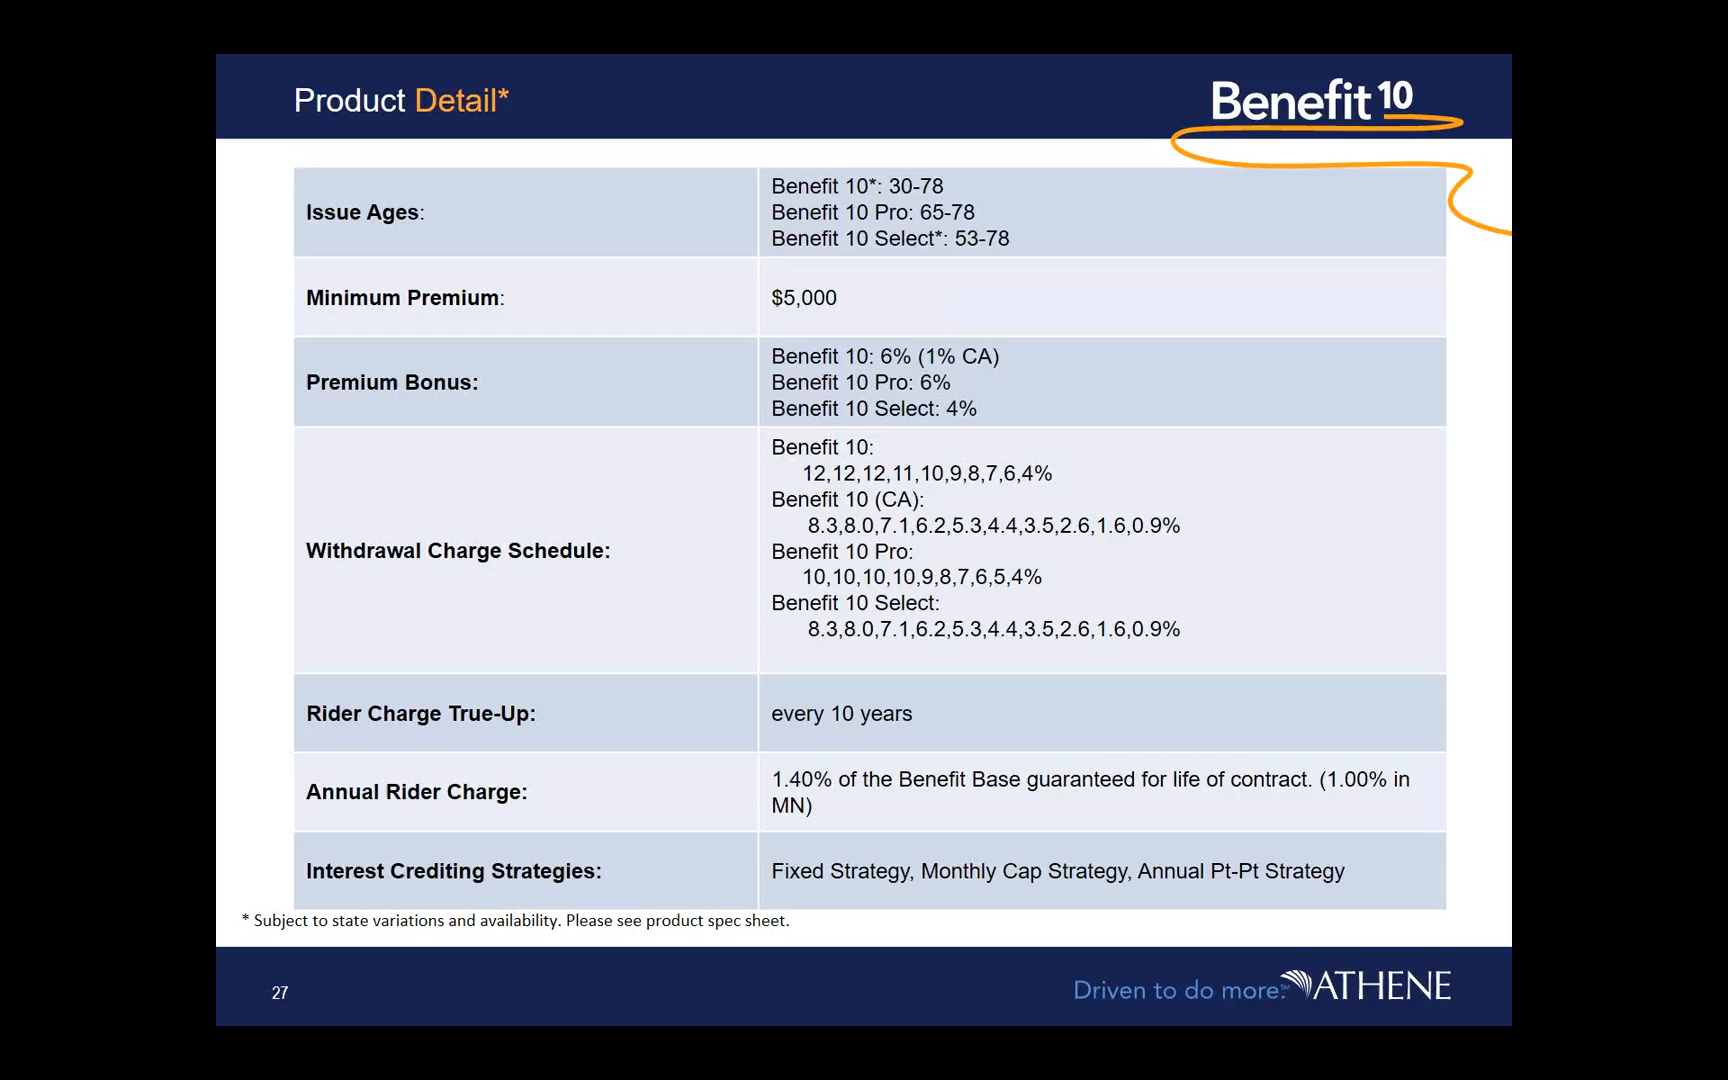 Product Detail*
Benefit 10
Issue Ages:
Benefit 10*: 30-78
Benefit 10 Pro: 65-78
Benefit 10 Select*: 53-78
Minimum Premium:
$5,000
Premium Bonus:
Benefit 10: 6% (1% CA)
Benefit 10 Pro: 6%
Benefit 10 Select: 4%
Withdrawal Charge Schedule:
Benefit 10:
12,12,12,11,10,9,8,7,6,4%
Benefit 10 (CA):
8.3,8.0,7.1,6.2,5.3,4.4,3.5,2.6,1.6,0.9%
Benefit 10 Pro:
10,10,10,10,9,8,7,6,5,4%
Benefit 10 Select:
8.3,8.0,7.1,6.2,5.3,4.4,3.5,2.6,1.6,0.9%
Rider Charge True-Up:
every 10 years
Annual Rider Charge:
1.40% of the Benefit Base guaranteed for life of contract. (1.00% in
MN)
Interest Crediting Strategies:
Fixed Strategy, Monthly Cap Strategy, Annual Pt-Pt Strategy
* Subject to state variations and availability. Please see product spec sheet.
27
Driven to do more.℠ ATHENE